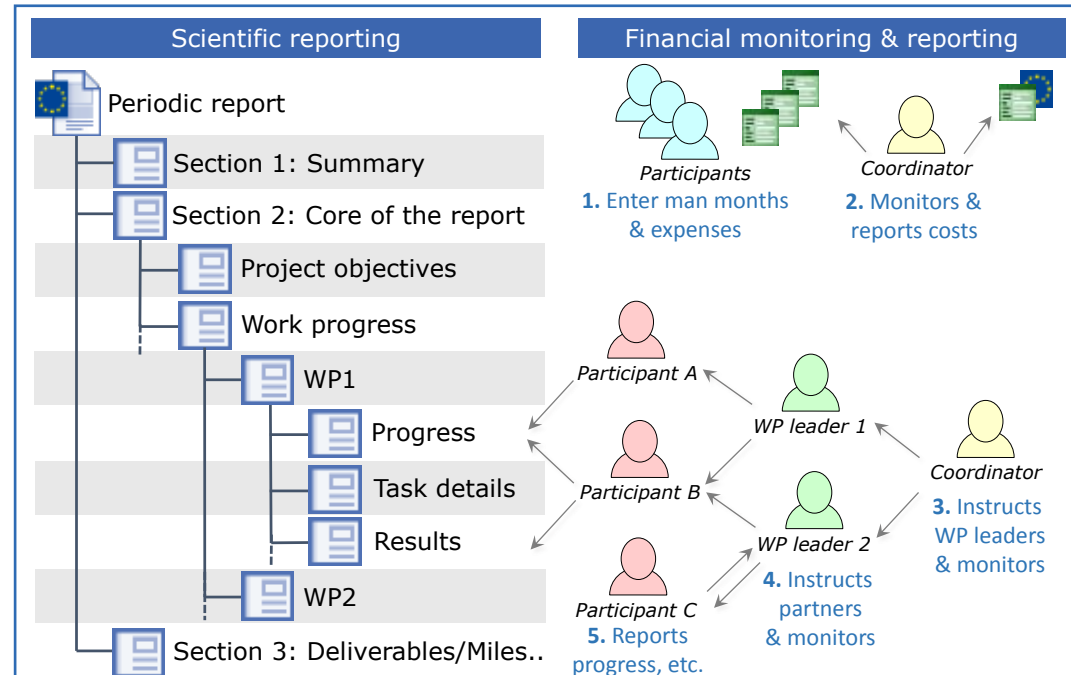 Scientific reporting
Periodic report
Section 1: Summary
Section 2: Core of the report
Project objectives
Work progress
WP1
Progress
Task details
Results
WP2
Section 3: Deliverables/Miles..
Financial monitoring & reporting
Participants
1. Enter man months
& expenses
Coordinator
2. Monitors &
reports costs
Participant A
WP leader 1
Participant B
Coordinator
3. Instructs
WP leaders
& monitors
WP leader 2
4. Instructs
partners
& monitors
Participant C
5. Reports
progress, etc.